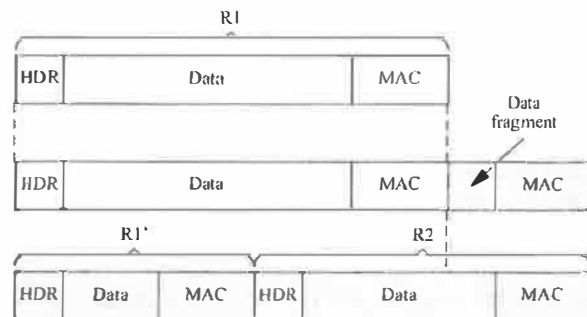 R1
HDR Data MAC
Data
fragment
HDR Data MAC MAC
R1' R2
HDR Data MAC HDR Data MAC